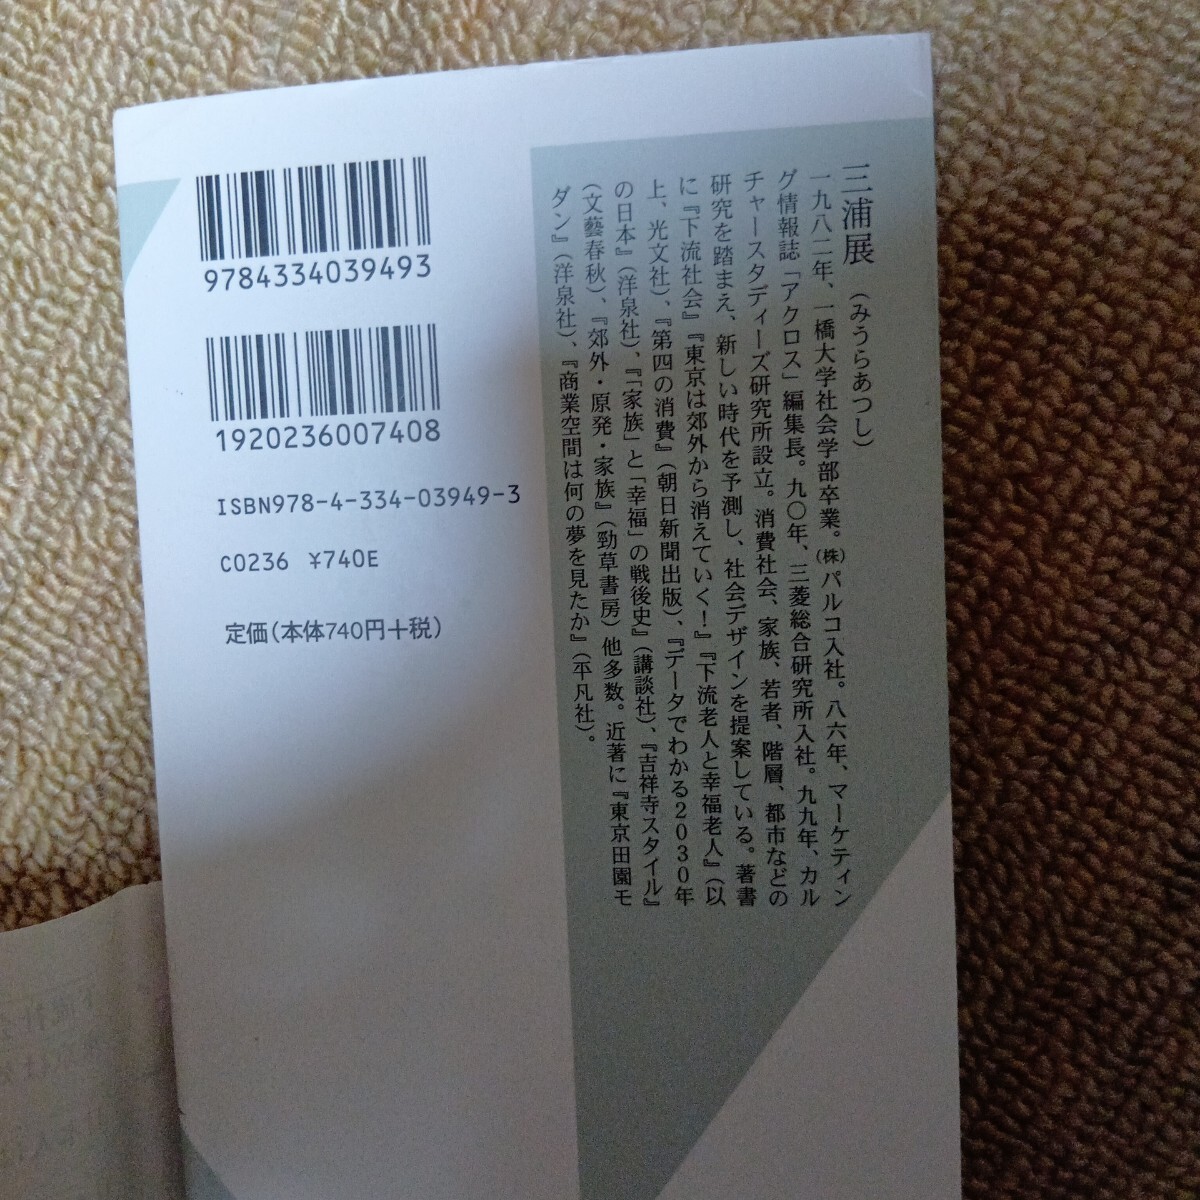 三浦展（みうらあつし）
一九八二年、一橋大学社会学部卒業。㈱パルコ入社。八六年、マーケティン
グ情報誌「アクロス」編集長。九〇年、三菱総合研究所入社。九九年、カル
チャースタディーズ研究所設立。消費社会、家族、若者、階層、都市などの
研究を踏まえ、新しい時代を予測し、社会デザインを提案している。著書
に『下流社会』『東京は郊外から消えていく！』『下流老人と幸福老人』（以
上、光文社）、『第四の消費』（朝日新聞出版）、『データでわかる2030年
の日本』（洋泉社）、『「家族」と「幸福」の戦後史』（講談社）、『吉祥寺スタイル』
（文藝春秋）、『郊外・原発・家族』（勁草書房）他多数。近著に『東京田園モ
ダン』（洋泉社）、『商業空間は何の夢を見たか』（平凡社）。
9784334039493
1920236007408
ISBN978-4-334-03949-3
C0236 ¥740E
定価（本体740円＋税）